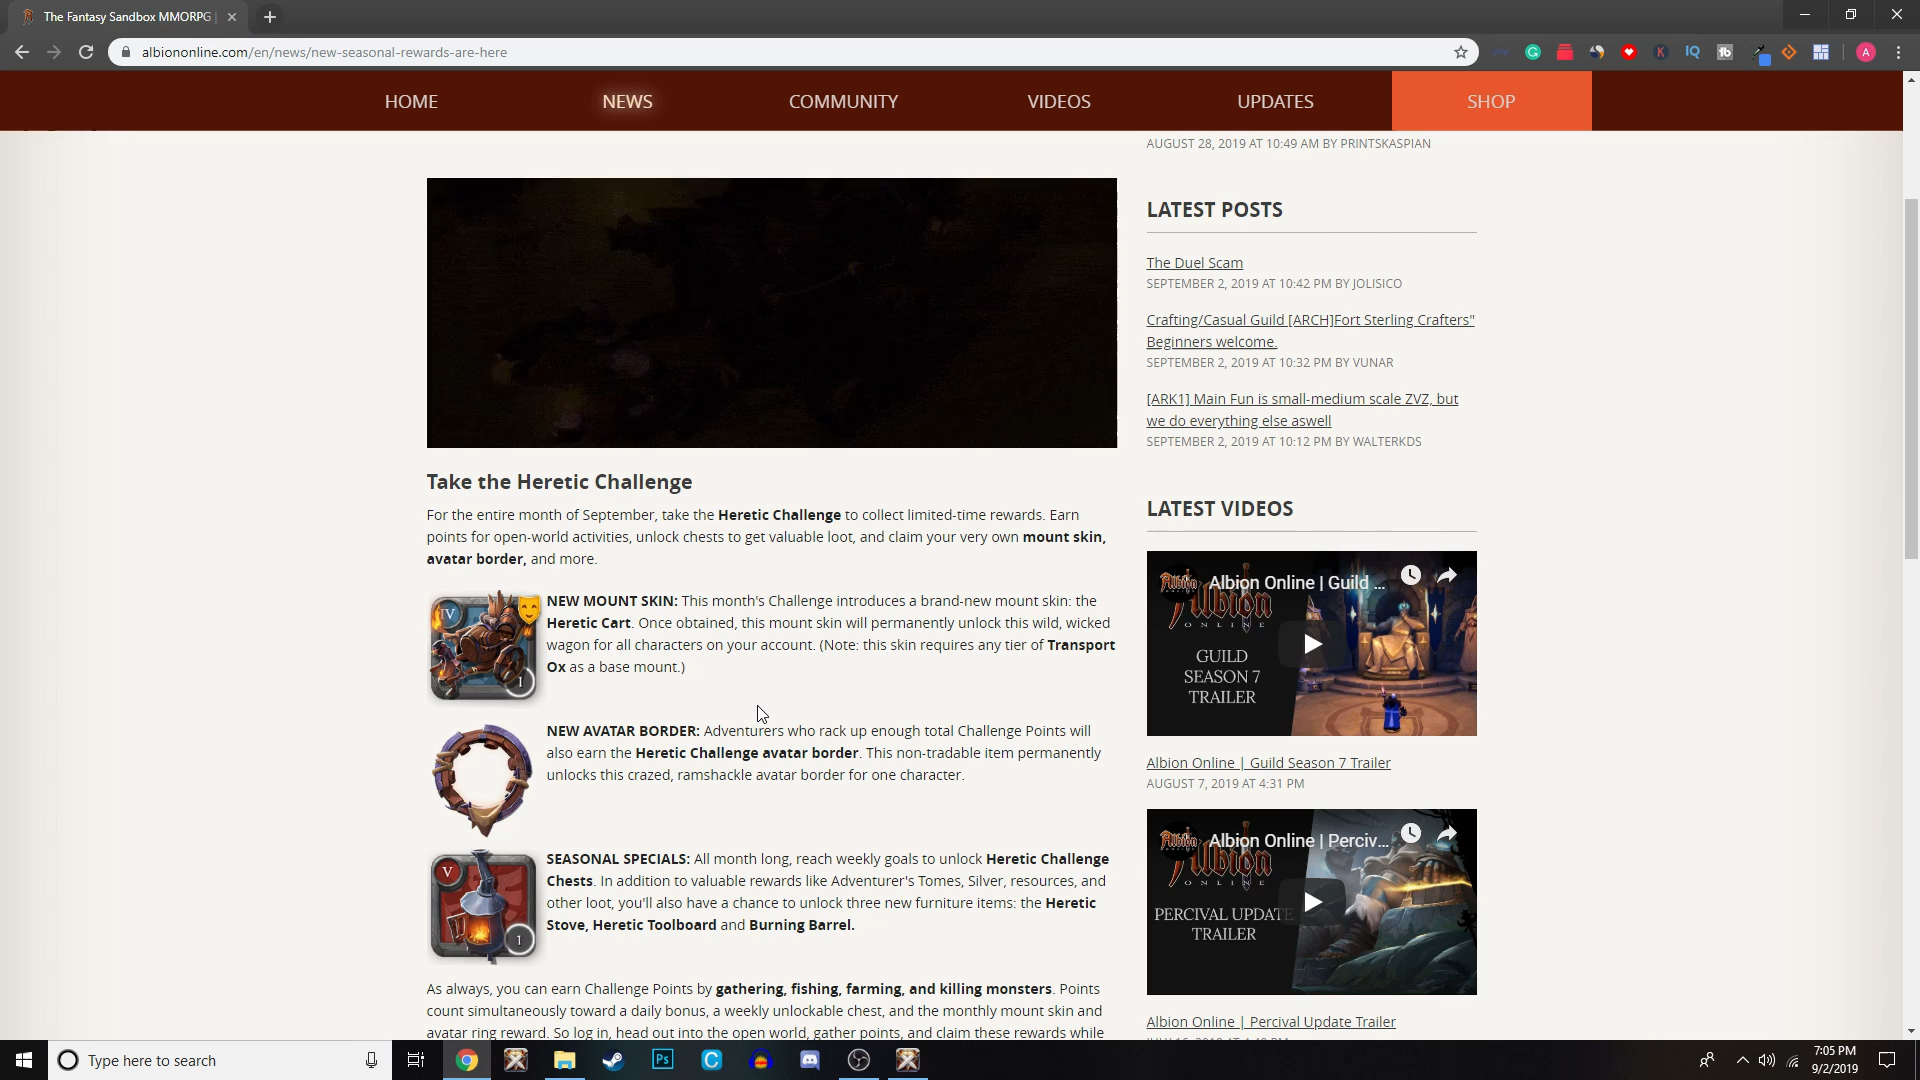 The Fantasy Sandbox MMORPG |
albiononline.com/en/news/new-seasonal-rewards-are-here
HOME
NEWS
COMMUNITY
VIDEOS
UPDATES
SHOP
AUGUST 28, 2019 AT 10:49 AM BY PRINTSKASPIAN
Take the Heretic Challenge
For the entire month of September, take the Heretic Challenge to collect limited-time rewards. Earn
points for open-world activities, unlock chests to get valuable loot, and claim your very own mount skin,
avatar border, and more.
IV
1
NEW MOUNT SKIN: This month's Challenge introduces a brand-new mount skin: the
Heretic Cart. Once obtained, this mount skin will permanently unlock this wild, wicked
wagon for all characters on your account. (Note: this skin requires any tier of Transport
Ox as a base mount.)
NEW AVATAR BORDER: Adventurers who rack up enough total Challenge Points will
also earn the Heretic Challenge avatar border. This non-tradable item permanently
unlocks this crazed, ramshackle avatar border for one character.
V
1
SEASONAL SPECIALS: All month long, reach weekly goals to unlock Heretic Challenge
Chests. In addition to valuable rewards like Adventurer's Tomes, Silver, resources, and
other loot, you'll also have a chance to unlock three new furniture items: the Heretic
Stove, Heretic Toolboard and Burning Barrel.
As always, you can earn Challenge Points by gathering, fishing, farming, and killing monsters. Points
count simultaneously toward a daily bonus, a weekly unlockable chest, and the monthly mount skin and
avatar ring reward. So log in, head out into the open world, gather points, and claim these rewards while
LATEST POSTS
The Duel Scam
SEPTEMBER 2, 2019 AT 10:42 PM BY JOLISICO
Crafting/Casual Guild [ARCH]Fort Sterling Crafters"
Beginners welcome.
SEPTEMBER 2, 2019 AT 10:32 PM BY VUNAR
[ARK1] Main Fun is small-medium scale ZVZ, but
we do everything else aswell
SEPTEMBER 2, 2019 AT 10:12 PM BY WALTERKDS
LATEST VIDEOS
Albion Online | Guild ...
Albion
ONLINE
GUILD
SEASON 7
TRAILER
Albion Online | Guild Season 7 Trailer
AUGUST 7, 2019 AT 4:31 PM
Albion Online | Perciv...
Albion
ONLINE
PERCIVAL UPDATE
TRAILER
Albion Online | Percival Update Trailer
Type here to search
7:05 PM
9/2/2019